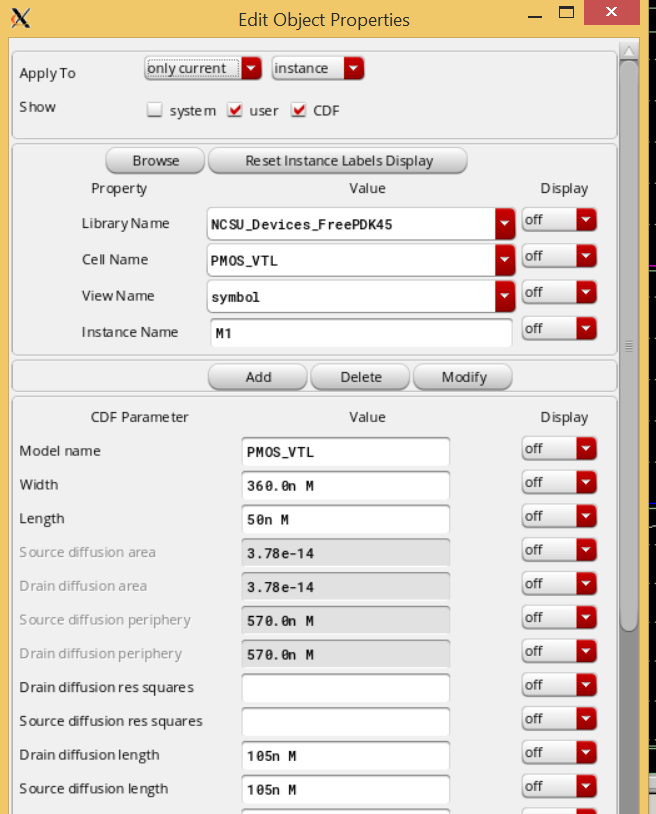 Edit Object Properties
Apply To only current instance
Show system user CDF
Browse Reset Instance Labels Display
Property Value Display
Library Name NCSU_Devices_FreePDK45 off
Cell Name PMOS_VTL off
View Name symbol off
Instance Name M1 off
Add Delete Modify
CDF Parameter Value Display
Model name PMOS_VTL off
Width 360.0n M off
Length 50n M off
Source diffusion area 3.78e-14 off
Drain diffusion area 3.78e-14 off
Source diffusion periphery 570.0n M off
Drain diffusion periphery 570.0n M off
Drain diffusion res squares off
Source diffusion res squares off
Drain diffusion length 105n M off
Source diffusion length 105n M off